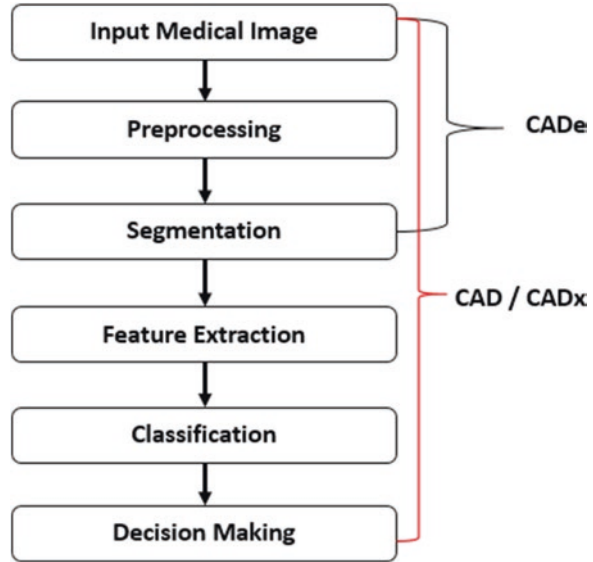 Input Medical Image
Preprocessing
CADe
Segmentation
CAD / CADx
Feature Extraction
Classification
Decision Making